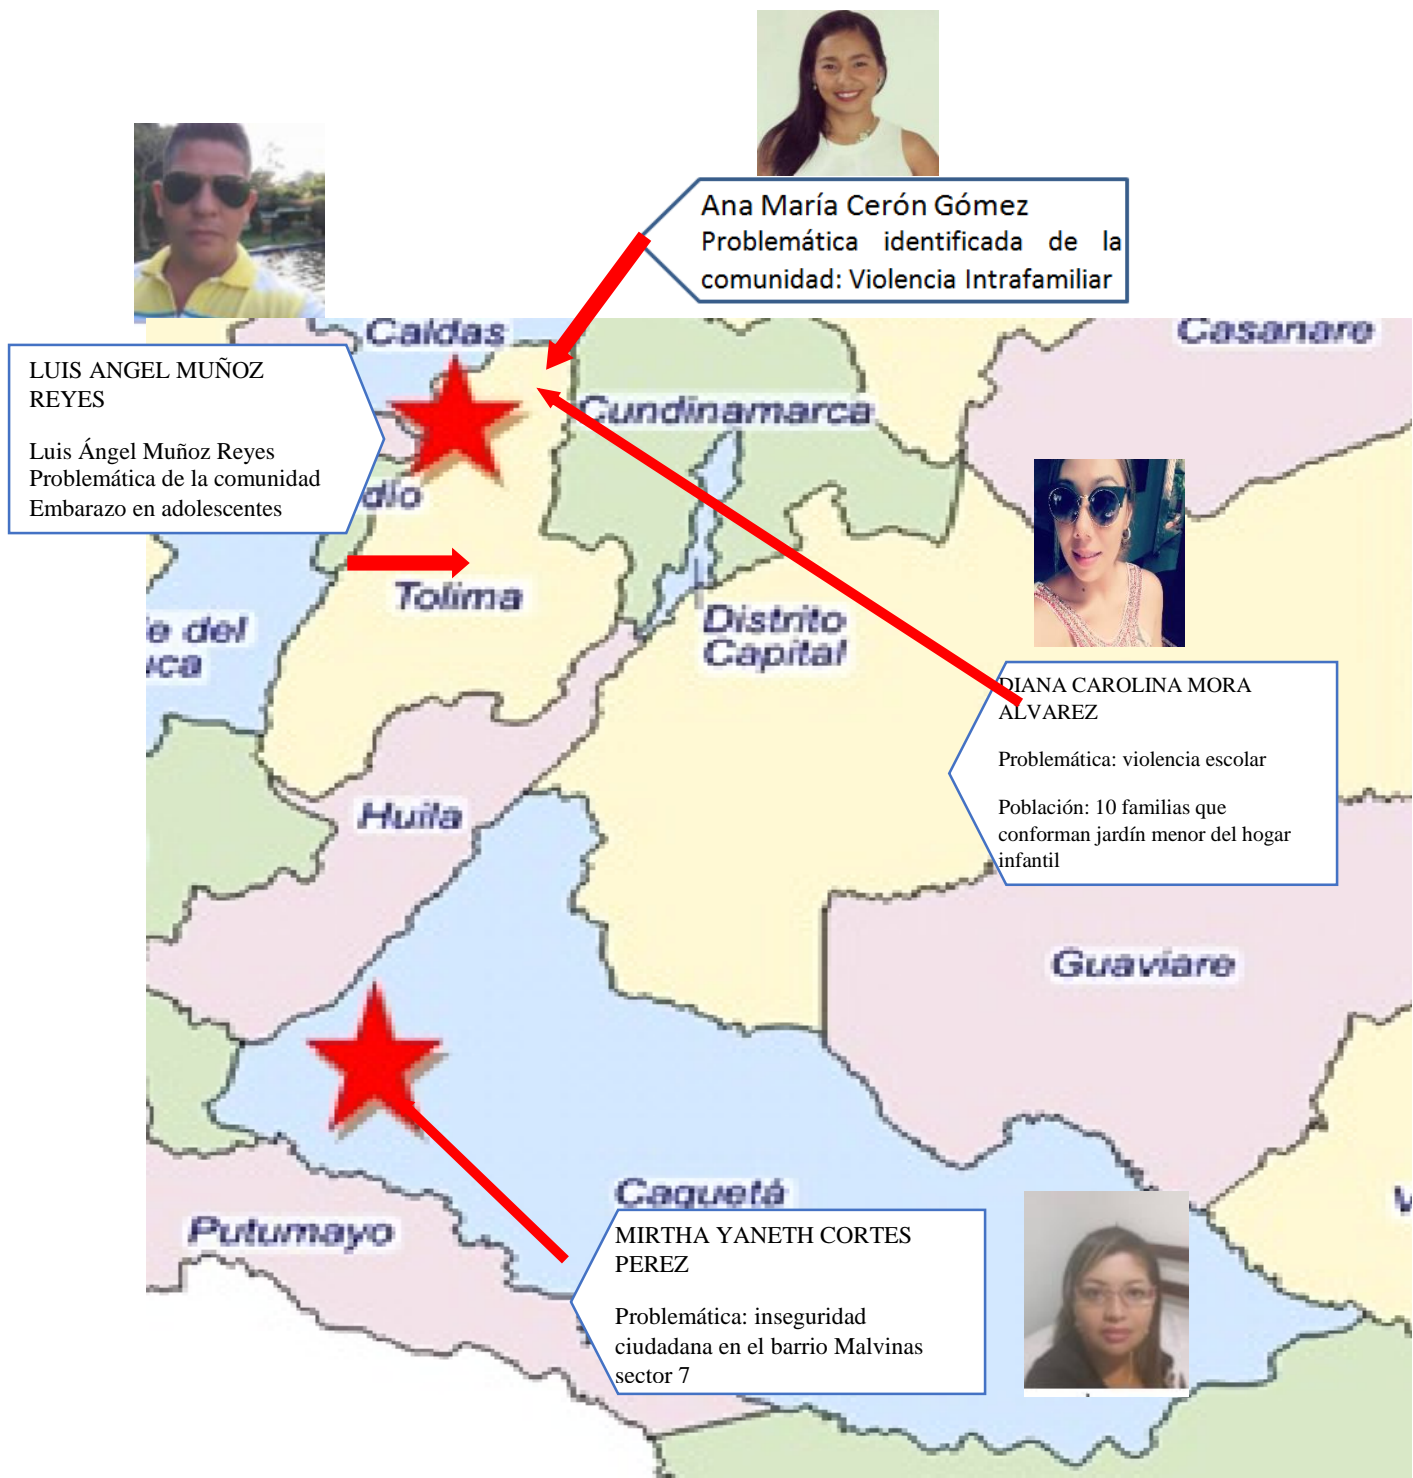 Ana María Cerón Gómez
Problemática identificada de la
comunidad: Violencia Intrafamiliar
Caldas
Casanare
LUIS ANGEL MUÑOZ
REYES
Luis Ángel Muñoz Reyes
Problemática de la comunidad
Embarazo en adolescentes
Cundinamarca
dío
Tolima
e del
uca
Distrito
Capital
DIANA CAROLINA MORA
ALVAREZ
Problemática: violencia escolar
Población: 10 familias que
conforman jardín menor del hogar
infantil
Huila
Guaviare
Caquetá
Putumayo
V
MIRTHA YANETH CORTES
PEREZ
Problemática: inseguridad
ciudadana en el barrio Malvinas
sector 7